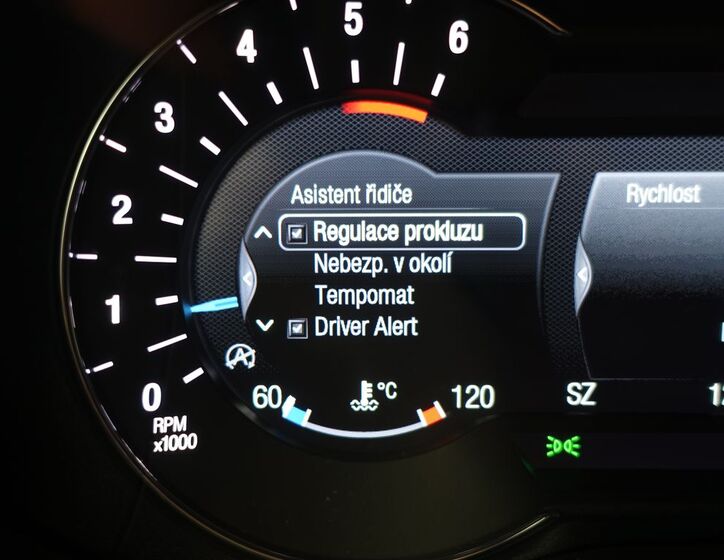 5
6
4
3
2
1
0
RPM
x1000
Asistent řidiče
Regulace prokluzu
Nebezp. v okolí
Tempomat
Driver Alert
60
°C
120
Rychlost
SZ